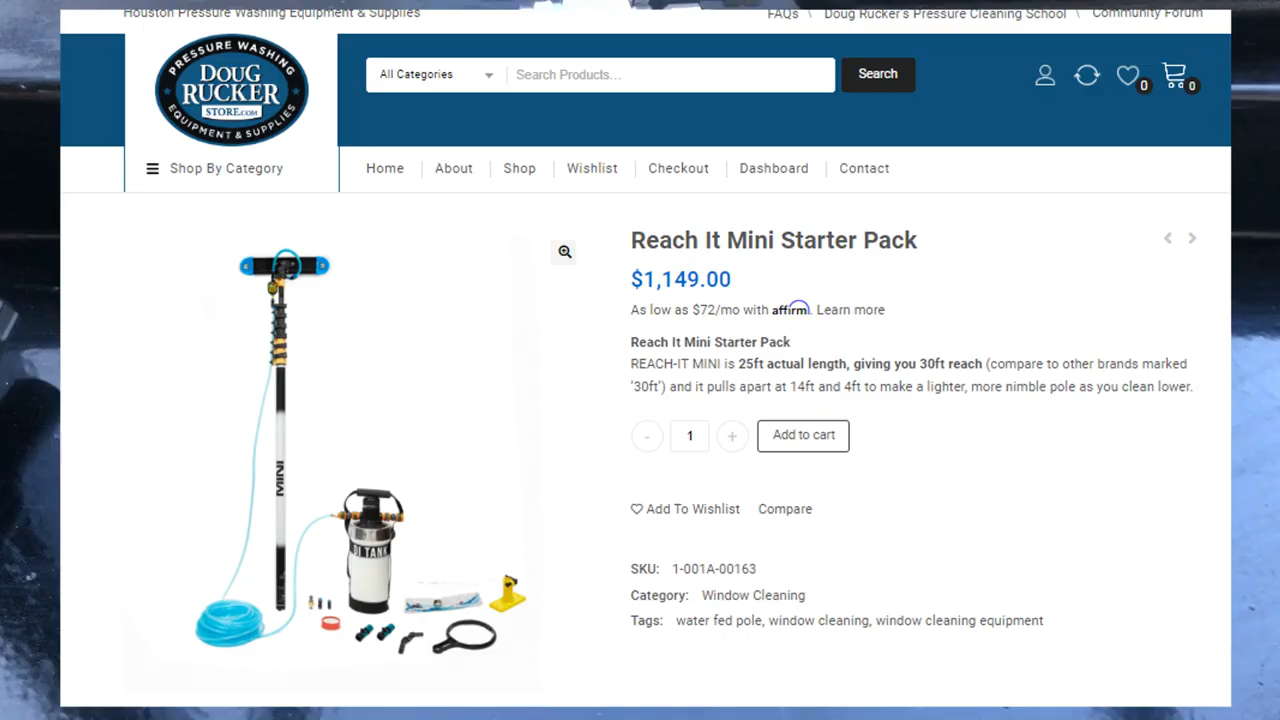 Houston Pressure Washing Equipment & Supplies
FAQs \ Doug Rucker's Pressure Cleaning School \ Community Forum
PRESSURE WASHING
DOUG
RUCKER
STORE.COM
EQUIPMENT & SUPPLIES
All Categories
Search Products...
Search
0
0
Shop By Category
Home
About
Shop
Wishlist
Checkout
Dashboard
Contact
Reach It Mini Starter Pack
$1,149.00
As low as $72/mo with affirm. Learn more
Reach It Mini Starter Pack
REACH-IT MINI is 25ft actual length, giving you 30ft reach (compare to other brands marked
'30ft') and it pulls apart at 14ft and 4ft to make a lighter, more nimble pole as you clean lower.
- 1 +
Add to cart
Add To Wishlist
Compare
SKU: 1-001A-00163
Category: Window Cleaning
Tags: water fed pole, window cleaning, window cleaning equipment
MINI
DI TANK